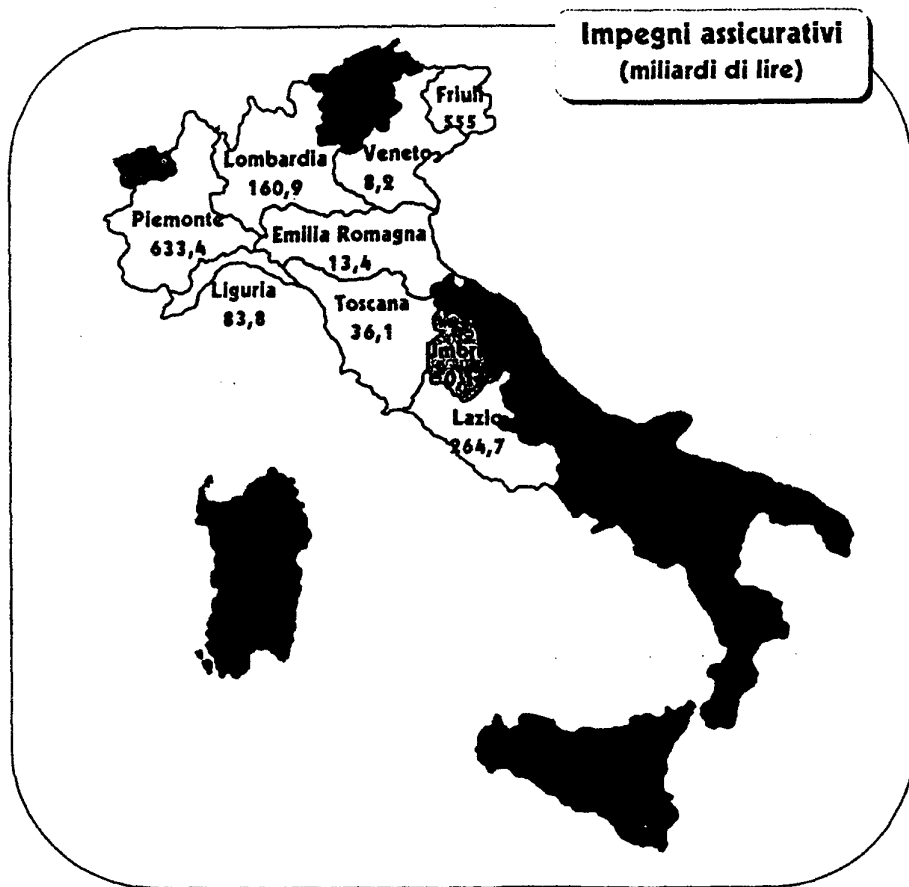 Impegni assicurativi
(miliardi di lire)
Friuli
555
Lombardia
160,9
Veneto
8,2
Piemonte
633,4
Emilia Romagna
13,4
Liguria
83,8
Toscana
36,1
Lazio
264,7